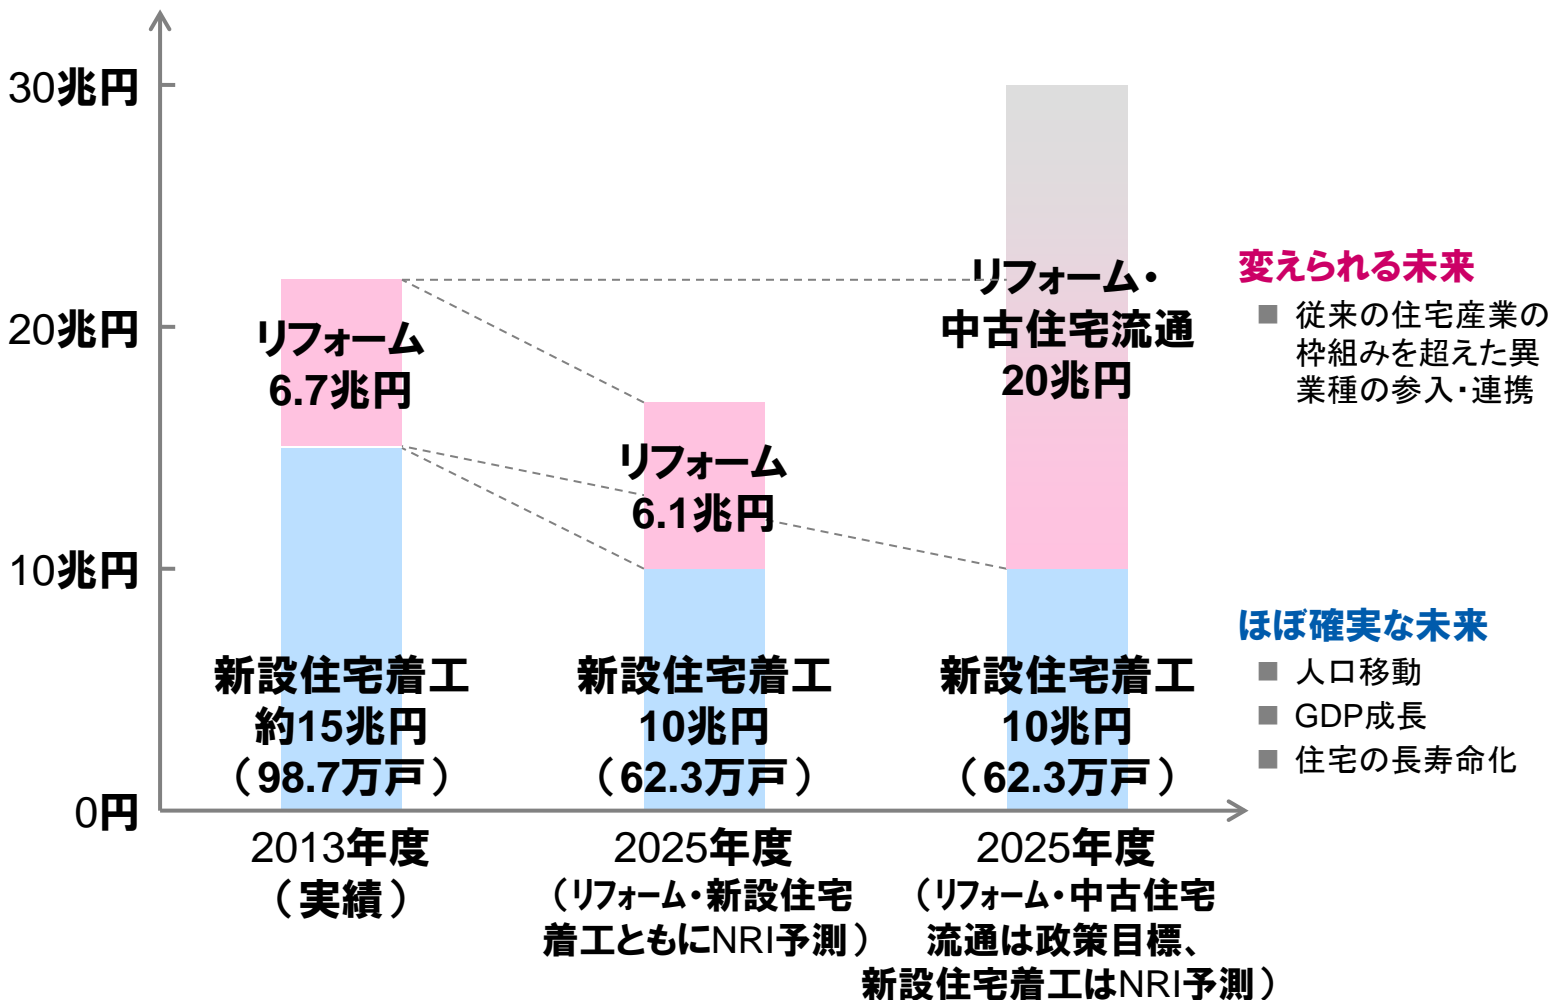 30兆円
20兆円
10兆円
0円
リフォーム
6.7兆円
新設住宅着工
約15兆円
（98.7万戸）
2013年度
（実績）
リフォーム
6.1兆円
新設住宅着工
10兆円
（62.3万戸）
2025年度
（リフォーム・新設住宅
着工ともにNRI予測）
リフォーム・
中古住宅流通
20兆円
新設住宅着工
10兆円
（62.3万戸）
2025年度
（リフォーム・中古住宅
流通は政策目標、
新設住宅着工はNRI予測）
変えられる未来
■ 従来の住宅産業の
枠組みを超えた異
業種の参入・連携
ほぼ確実な未来
■ 人口移動
■ GDP成長
■ 住宅の長寿命化